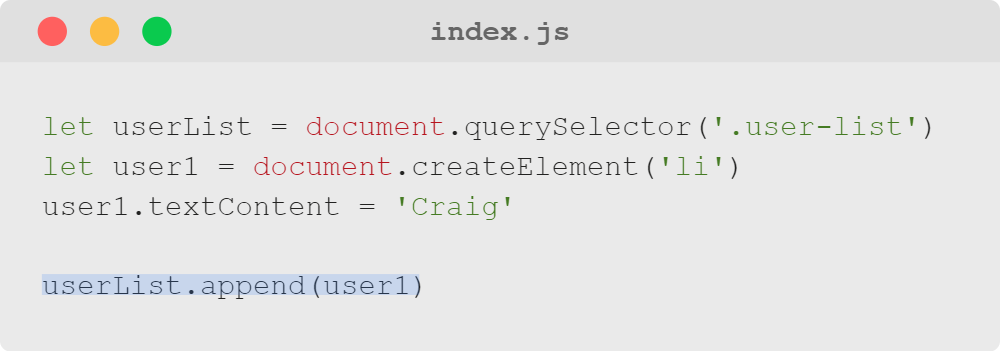 index.js
let userList = document.querySelector('.user-list')
let user1 = document.createElement('li')
user1.textContent = 'Craig'
userList.append(user1)